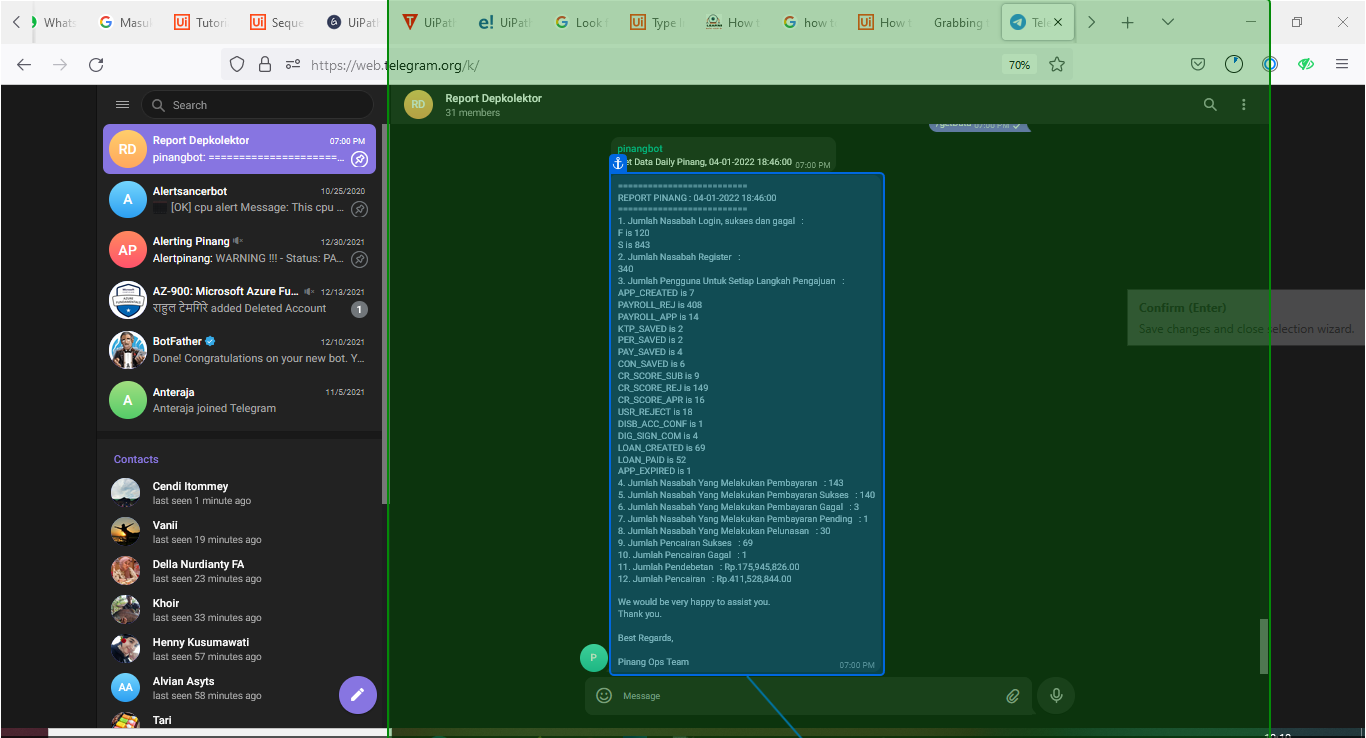 Whats
Masul
Tutori
Seque
UiPath
UiPath
UiPath
Look f
Type I
How t
how to
How t
Grabbing
Tele
https://web.telegram.org/k/
70%
Search
RD
Report Depkolektor
07:00 PM
pinangbot: =====================...
Alertsancerbot
10/25/2020
A
[OK] cpu alert Message: This cpu ...
Alerting Pinang
12/30/2021
AP
Alertpinang: WARNING !!! - Status: PA...
AZ-900: Microsoft Azure Fu...
12/13/2021
राहुल टेमगिरे added Deleted Account
1
BotFather
12/10/2021
Done! Congratulations on your new bot. Y...
Anteraja
11/5/2021
A
Anteraja joined Telegram
Contacts
Cendi Itommey
last seen 1 minute ago
Vanii
last seen 19 minutes ago
Della Nurdianty FA
last seen 23 minutes ago
Khoir
last seen 33 minutes ago
Henny Kusumawati
last seen 57 minutes ago
AA
Alvian Asyts
last seen 58 minutes ago
Tari
RD
Report Depkolektor
31 members
07:00 PM
pinangbot
et Data Daily Pinang, 04-01-2022 18:46:00
07:00 PM
==========================
REPORT PINANG : 04-01-2022 18:46:00
==========================
1. Jumlah Nasabah Login, sukses dan gagal :
F is 120
S is 843
2. Jumlah Nasabah Register :
340
3. Jumlah Pengguna Untuk Setiap Langkah Pengajuan :
APP_CREATED is 7
PAYROLL_REJ is 408
PAYROLL_APP is 14
KTP_SAVED is 2
PER_SAVED is 2
PAY_SAVED is 4
CON_SAVED is 6
CR_SCORE_SUB is 9
CR_SCORE_REJ is 149
CR_SCORE_APR is 16
USR_REJECT is 18
DISB_ACC_CONF is 1
DIG_SIGN_COM is 4
LOAN_CREATED is 69
LOAN_PAID is 52
APP_EXPIRED is 1
4. Jumlah Nasabah Yang Melakukan Pembayaran : 143
5. Jumlah Nasabah Yang Melakukan Pembayaran Sukses : 140
6. Jumlah Nasabah Yang Melakukan Pembayaran Gagal : 3
7. Jumlah Nasabah Yang Melakukan Pembayaran Pending : 1
8. Jumlah Nasabah Yang Melakukan Pelunasan : 30
9. Jumlah Pencairan Sukses : 69
10. Jumlah Pencairan Gagal : 1
11. Jumlah Pendebetan : Rp.175,945,826.00
12. Jumlah Pencairan : Rp.411,528,844.00
We would be very happy to assist you.
Thank you.
Best Regards,
Pinang Ops Team
07:00 PM
P
Message
Confirm (Enter)
Save changes and close selection wizard.